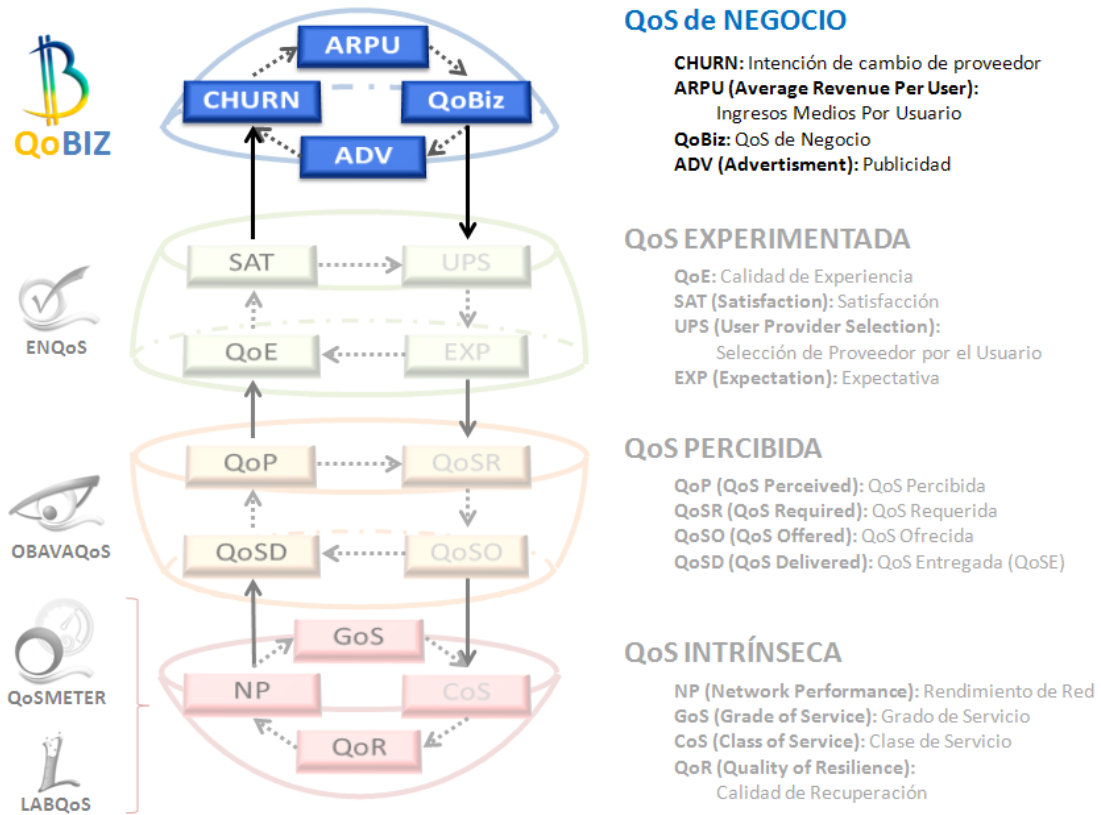 QoBIZ
ARPU
CHURN
QoBiz
ADV
QoS de NEGOCIO
CHURN: Intención de cambio de proveedor
ARPU (Average Revenue Per User):
Ingresos Medios Por Usuario
QoBiz: QoS de Negocio
ADV (Advertisment): Publicidad
ENQoS
SAT
UPS
QoE
EXP
QoS EXPERIMENTADA
QoE: Calidad de Experiencia
SAT (Satisfaction): Satisfacción
UPS (User Provider Selection):
Selección de Proveedor por el Usuario
EXP (Expectation): Expectativa
OBAVAQoS
QoP
QoSR
QoSD
QoSO
QoS PERCIBIDA
QoP (QoS Perceived): QoS Percibida
QoSR (QoS Required): QoS Requerida
QoSO (QoS Offered): QoS Ofrecida
QoSD (QoS Delivered): QoS Entregada (QoSE)
QoSMETER
LABQoS
GoS
NP
CoS
QoR
QoS INTRÍNSECA
NP (Network Performance): Rendimiento de Red
GoS (Grade of Service): Grado de Servicio
CoS (Class of Service): Clase de Servicio
QoR (Quality of Resilience):
Calidad de Recuperación